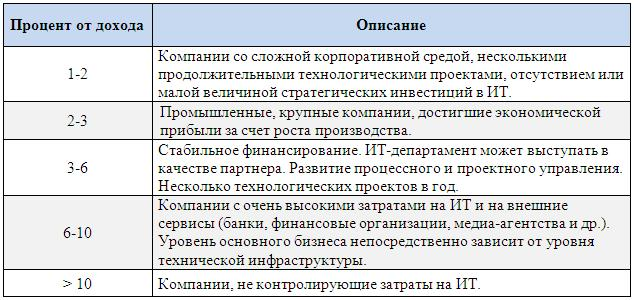 Процент от дохода
Описание
1-2
Компании со сложной корпоративной средой, несколькими
продолжительными технологическими проектами, отсутствием или
малой величиной стратегических инвестиций в ИТ.
2-3
Промышленные, крупные компании, достигшие экономической
прибыли за счет роста производства.
3-6
Стабильное финансирование. ИТ-департамент может выступать в
качестве партнера. Развитие процессного и проектного управления.
Несколько технологических проектов в год.
6-10
Компании с очень высокими затратами на ИТ и на внешние
сервисы (банки, финансовые организации, медиа-агентства и др.).
Уровень основного бизнеса непосредственно зависит от уровня
технической инфраструктуры.
> 10
Компании, не контролирующие затраты на ИТ.